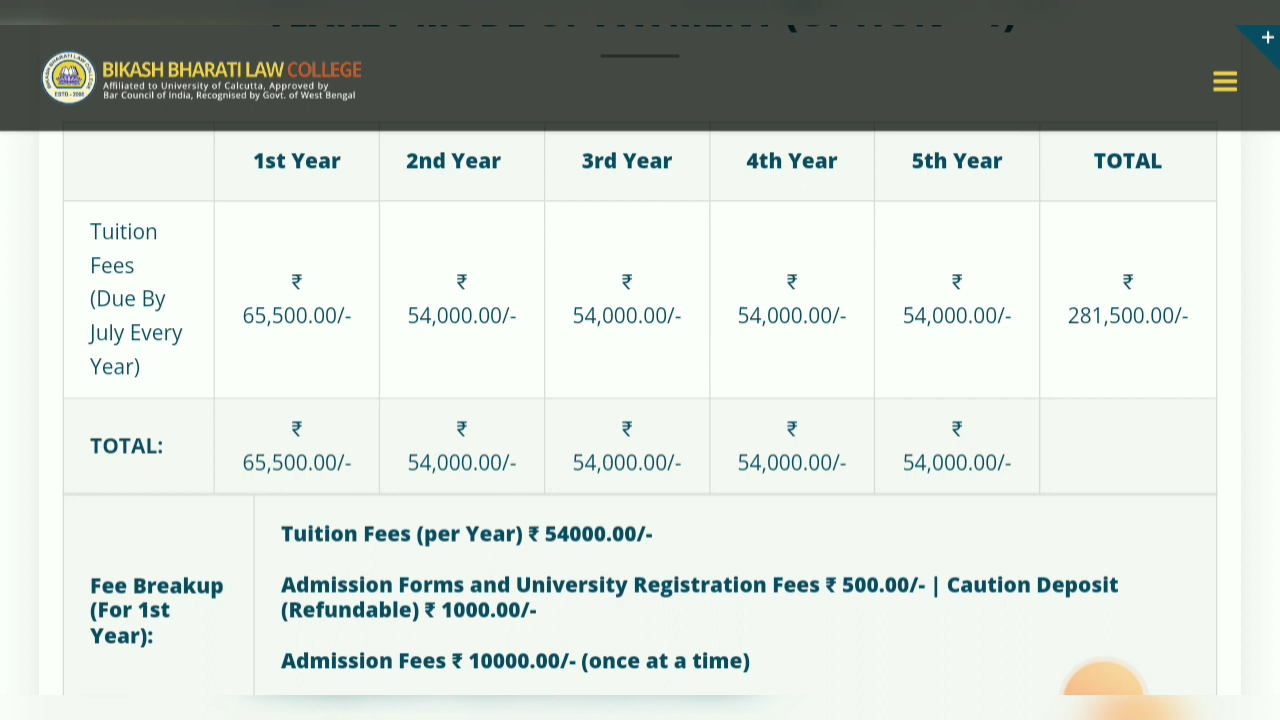 BIKASH BHARATI LAW COLLEGE
Affiliated to University of Calcutta, Approved by
Bar Council of India, Recognised by Govt. of West Bengal
1st Year 2nd Year 3rd Year 4th Year 5th Year TOTAL
Tuition
Fees
(Due By
July Every
Year)
₹ ₹ ₹ ₹ ₹ ₹
65,500.00/- 54,000.00/- 54,000.00/- 54,000.00/- 54,000.00/- 281,500.00/-
TOTAL:
₹ ₹ ₹ ₹ ₹
65,500.00/- 54,000.00/- 54,000.00/- 54,000.00/- 54,000.00/-
Fee Breakup
(For 1st
Year):
Tuition Fees (per Year) ₹ 54000.00/-
Admission Forms and University Registration Fees ₹ 500.00/- | Caution Deposit
(Refundable) ₹ 1000.00/-
Admission Fees ₹ 10000.00/- (once at a time)